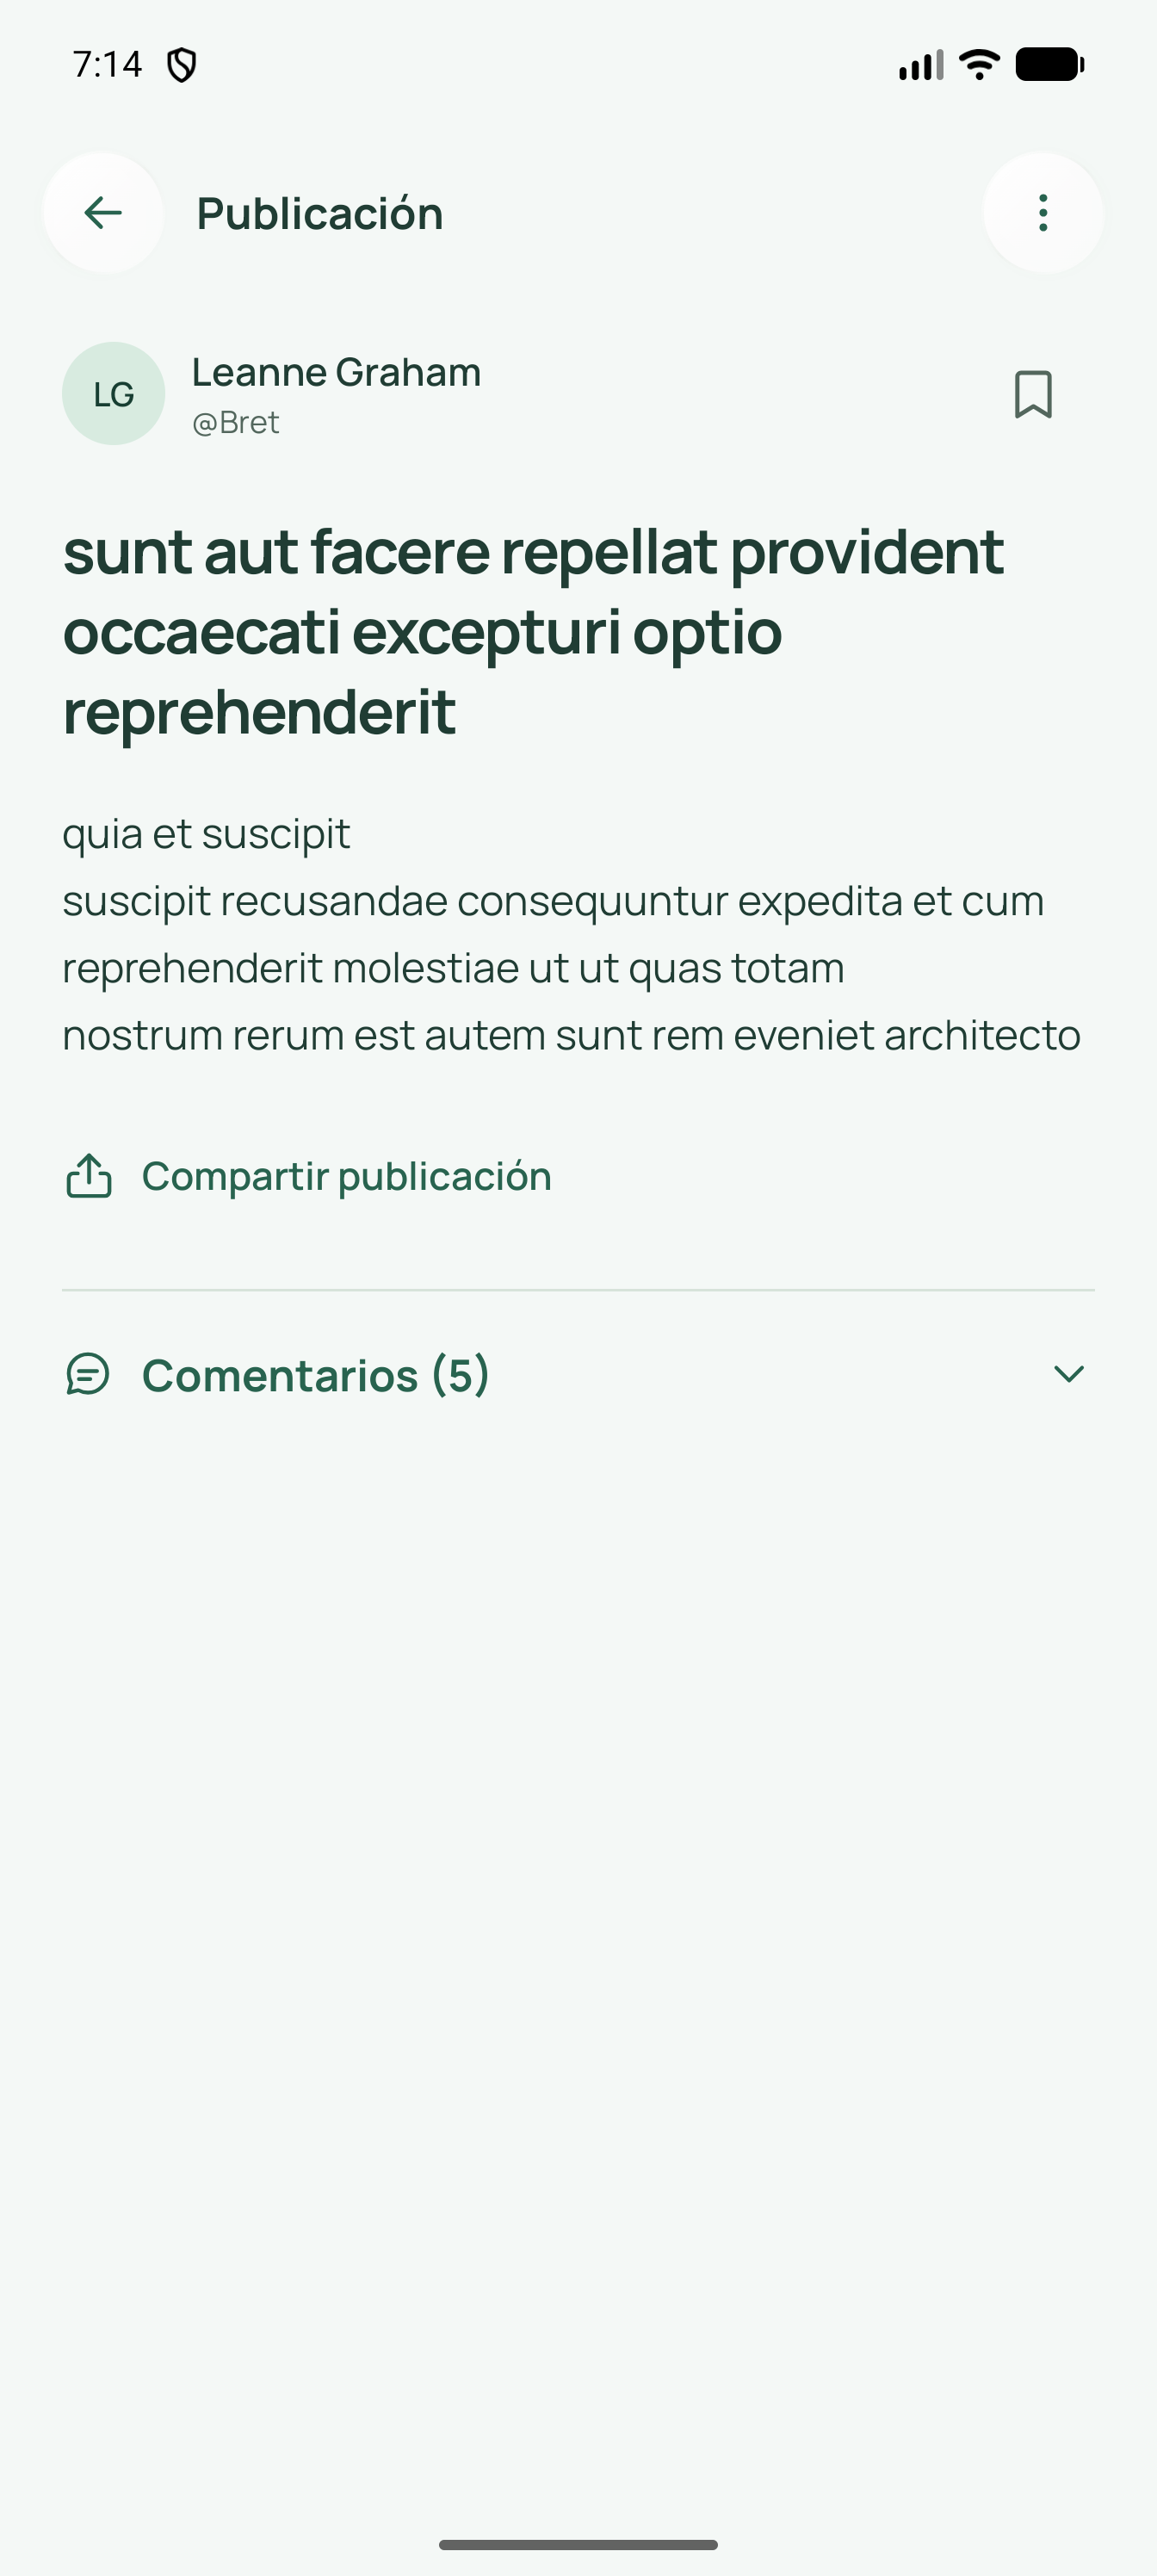 7:14
Publicación
LG
Leanne Graham
@Bret
sunt aut facere repellat provident
occaecati excepturi optio
reprehenderit
quia et suscipit
suscipit recusandae consequuntur expedita et cum
reprehenderit molestiae ut ut quas totam
nostrum rerum est autem sunt rem eveniet architecto
Compartir publicación
Comentarios (5)